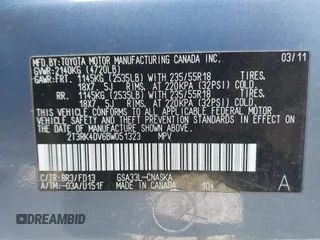 MFD. BY: TOYOTA MOTOR MANUFACTURING CANADA INC. 03/11
GVWR: 2140KG (4720LB)
GAWR: FRT. 1145KG (2535LB) WITH 235/55R18 TIRES,
18X7.5J RIMS, AT 220KPA (32PSI) COLD
RR. 1145KG (2535LB) WITH 235/55R18 TIRES,
18X7.5J RIMS, AT 220KPA (32PSI) COLD
THIS VEHICLE CONFORMS TO ALL APPLICABLE FEDERAL MOTOR
VEHICLE SAFETY AND THEFT PREVENTION STANDARDS IN EFFECT
ON THE DATE OF MANUFACTURE SHOWN ABOVE.
2T3RK4DV6BW051323 MPV
C/TR: 8R3/FD13 GSA33L-CNASKA
A/TM: -03A/U151F MADE IN CANADA 104 A